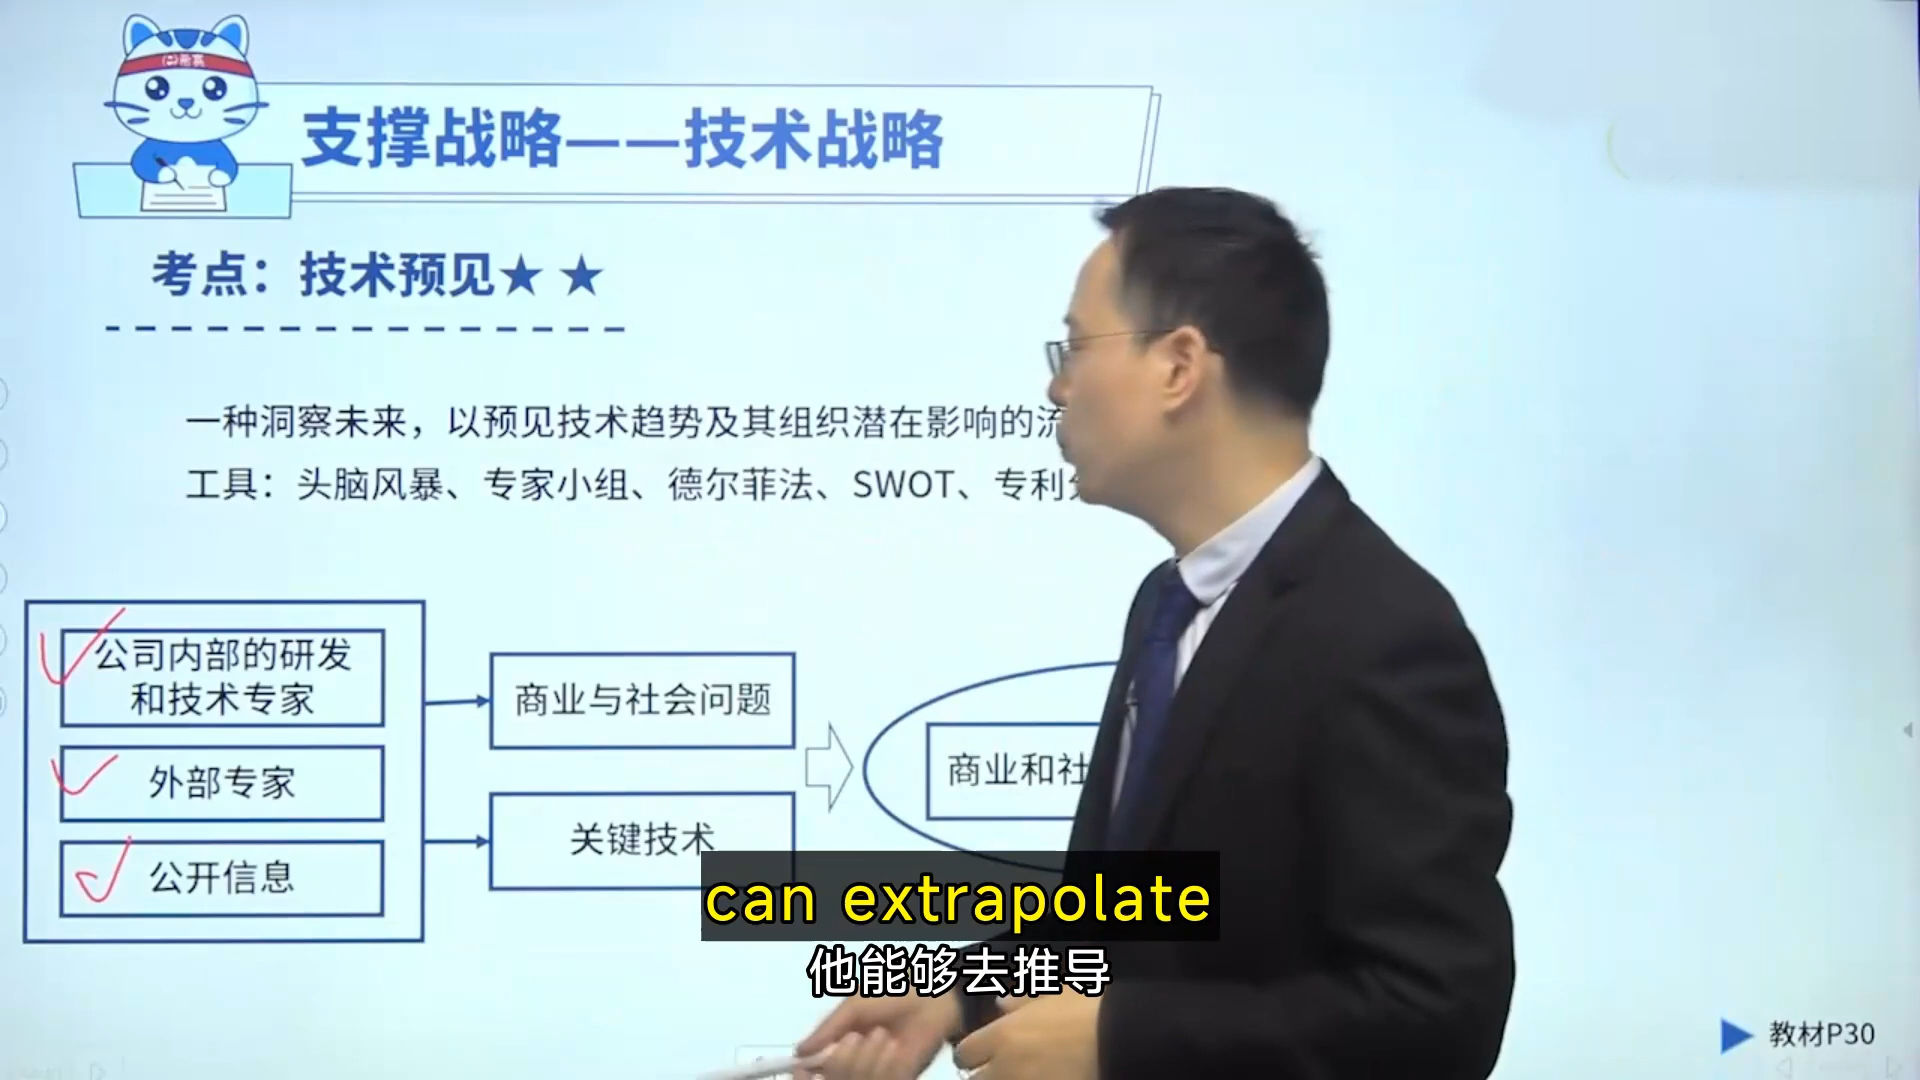 支撑战略——技术战略
考点：技术预见★ ★
一种洞察未来，以预见技术趋势及其组织潜在影响的流
工具：头脑风暴、专家小组、德尔菲法、SWOT、专利
公司内部的研发
和技术专家
外部专家
公开信息
商业与社会问题
关键技术
商业和社
can extrapolate
他能够去推导
教材P30